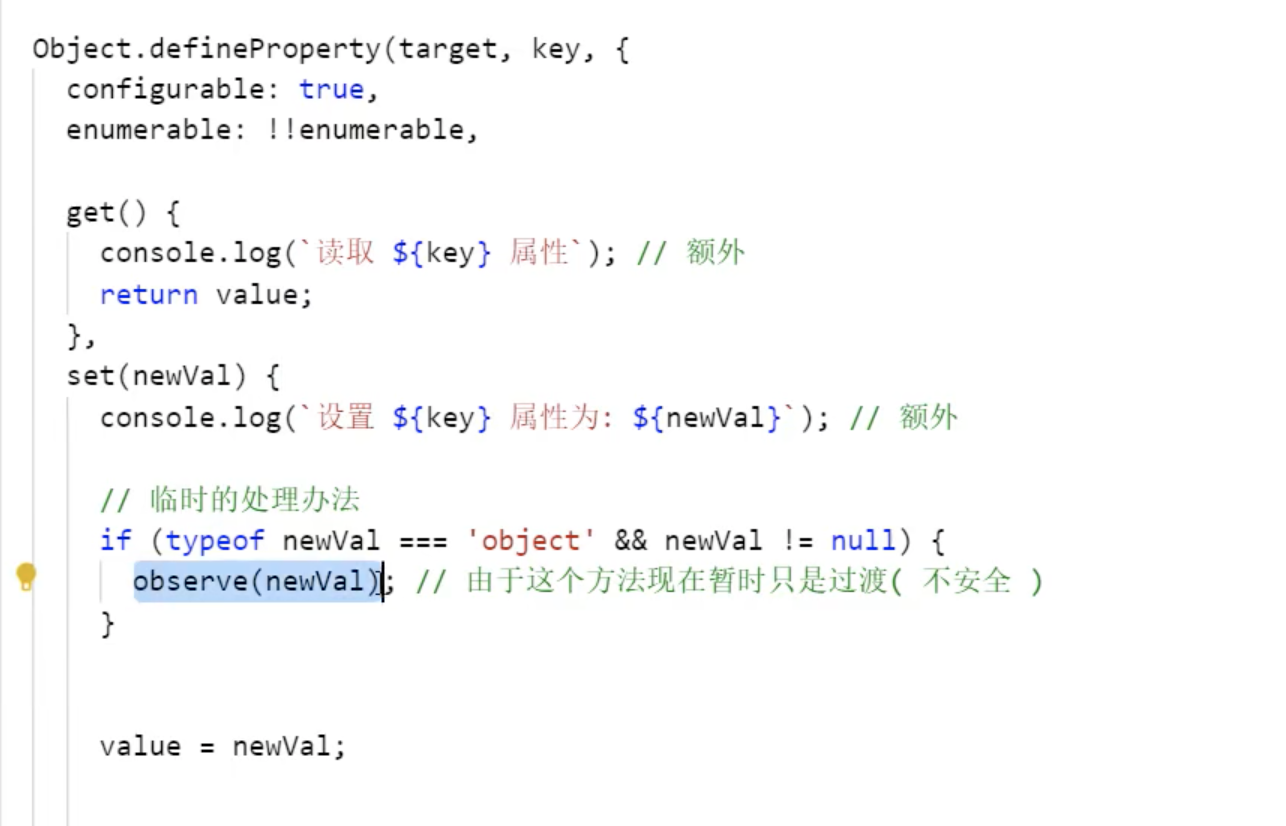 Object.defineProperty(target, key, {
configurable: true,
enumerable: !!enumerable,
get() {
console.log(`读取 ${key} 属性`); // 额外
return value;
},
set(newVal) {
console.log(`设置 ${key} 属性为: ${newVal}`); // 额外
// 临时的处理办法
if (typeof newVal === 'object' && newVal != null) {
observe(newVal); // 由于这个方法现在暂时只是过渡( 不安全 )
}
value = newVal;